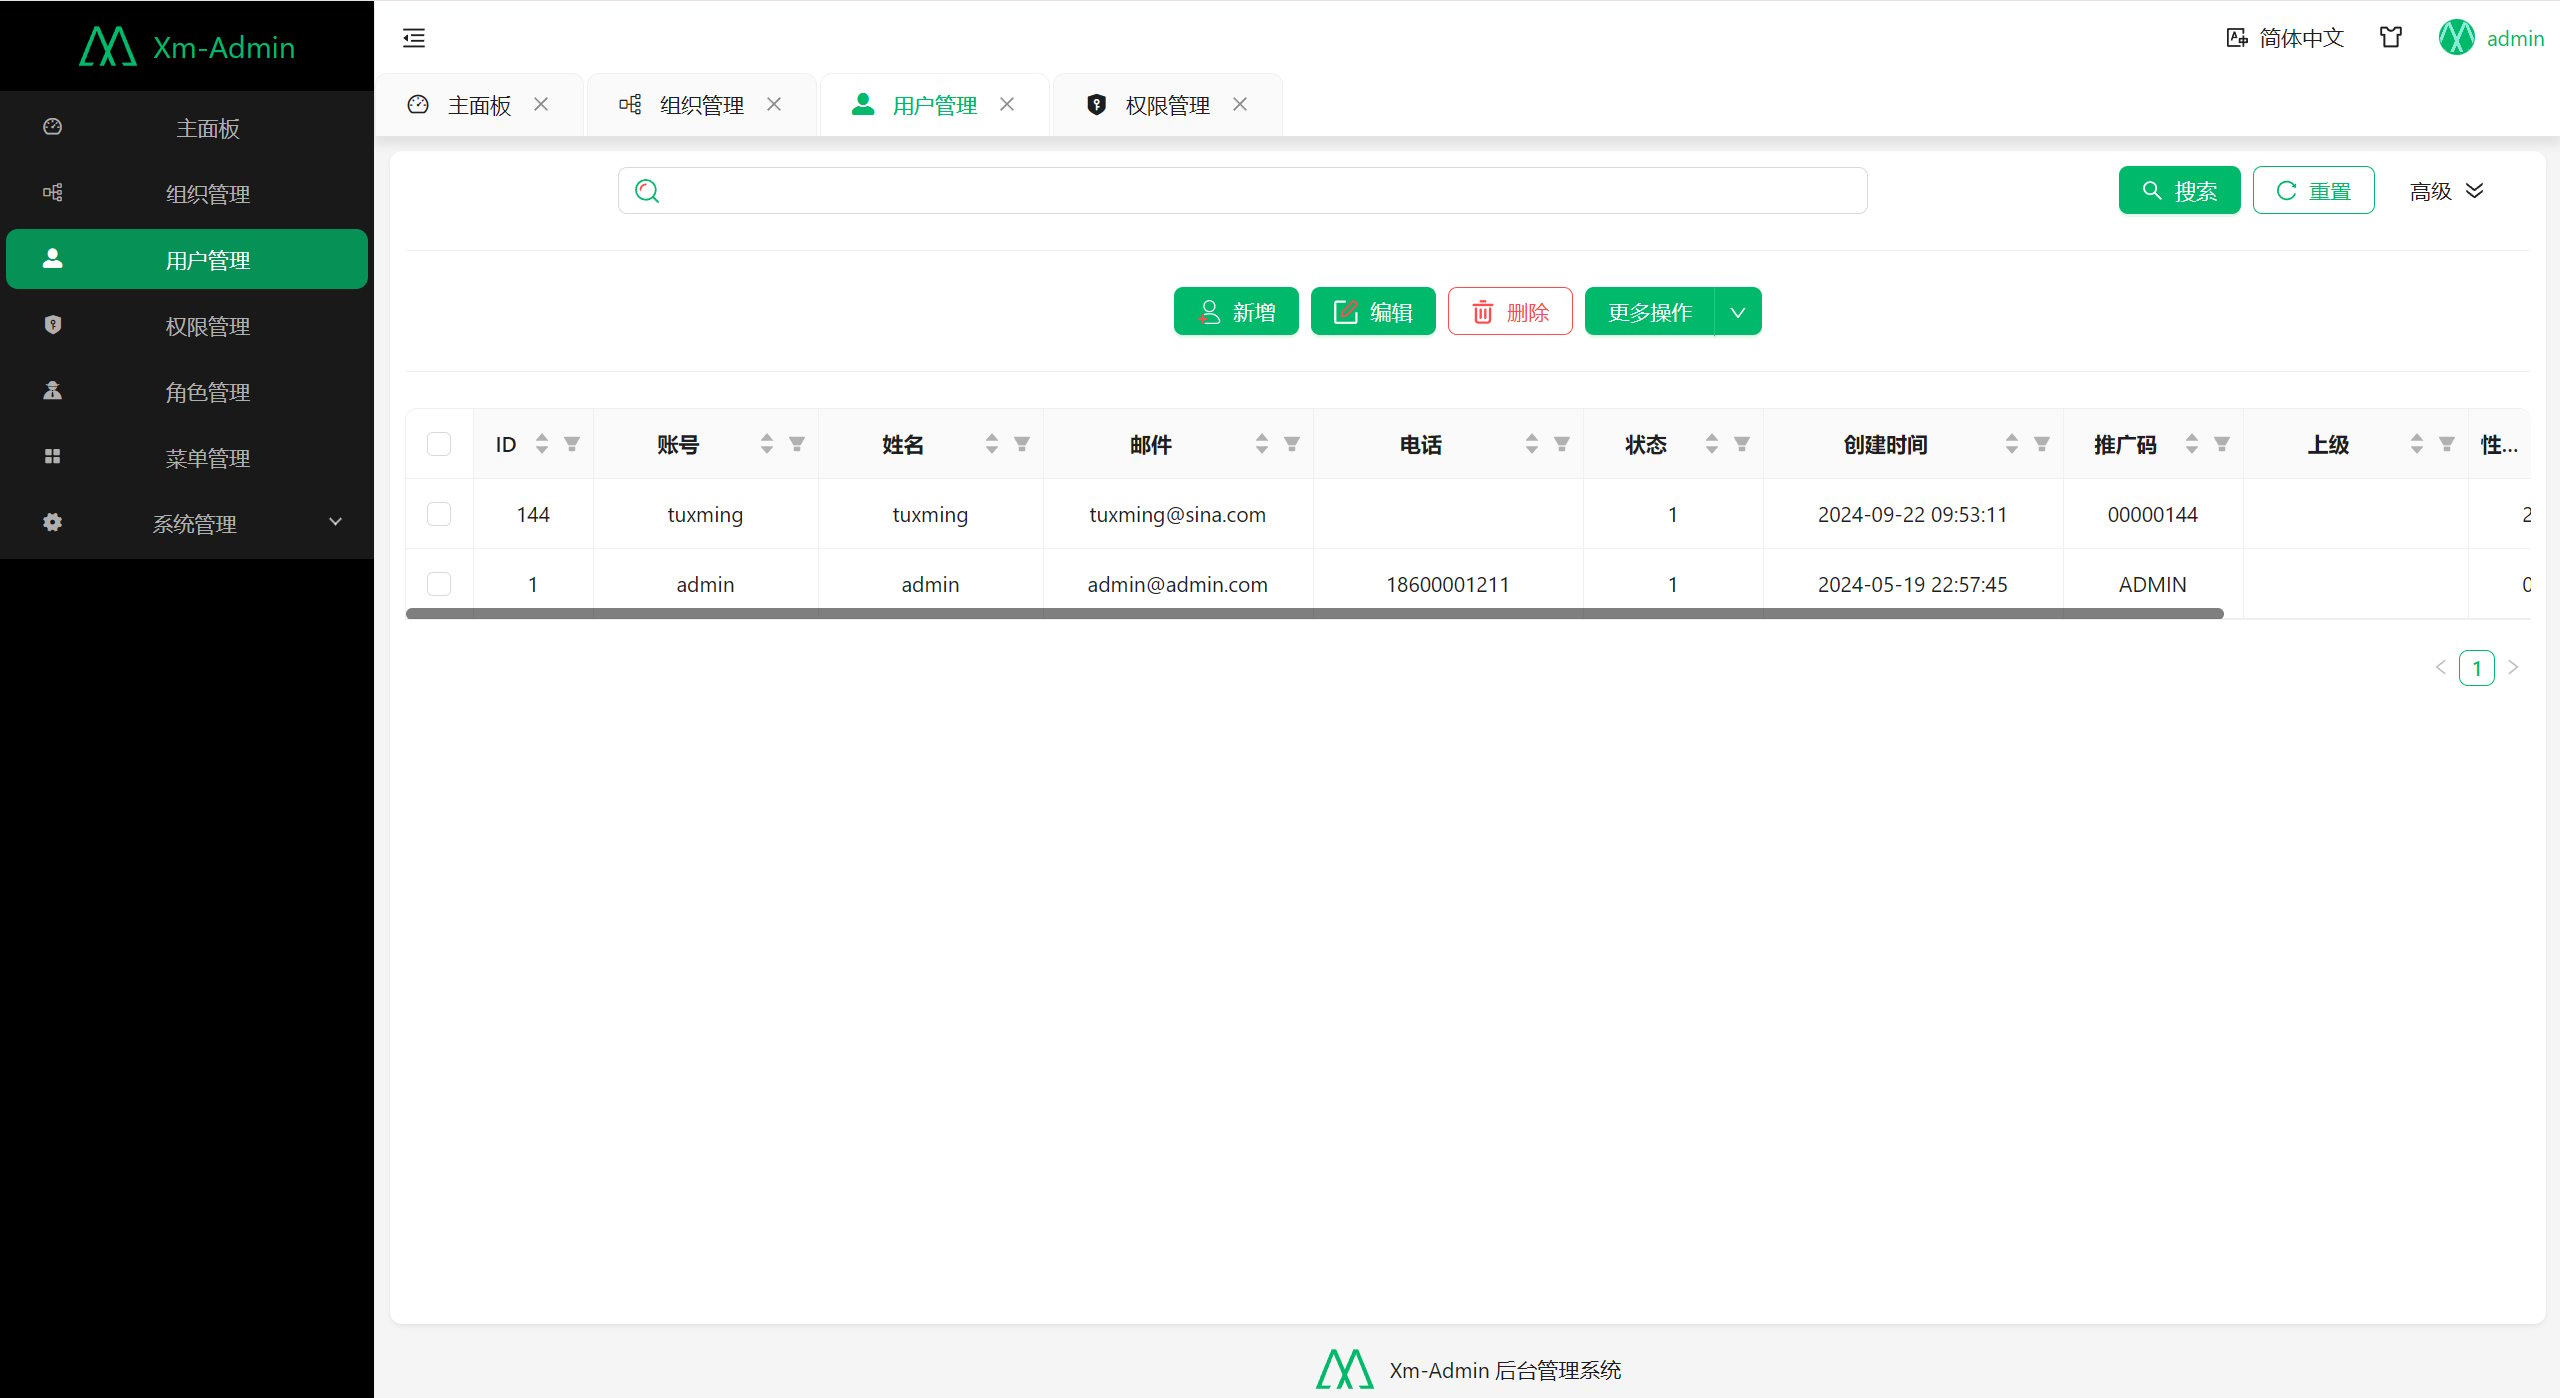 Xm-Admin
主面板
组织管理
用户管理
权限管理
角色管理
菜单管理
系统管理
简体中文
admin
主面板 组织管理 用户管理 权限管理
搜索 重置 高级
新增 编辑 删除 更多操作
ID 账号 姓名 邮件 电话 状态 创建时间 推广码 上级 性...
144 tuxming tuxming tuxming@sina.com 1 2024-09-22 09:53:11 00000144 2
1 admin admin admin@admin.com 18600001211 1 2024-05-19 22:57:45 ADMIN 0
1
Xm-Admin 后台管理系统